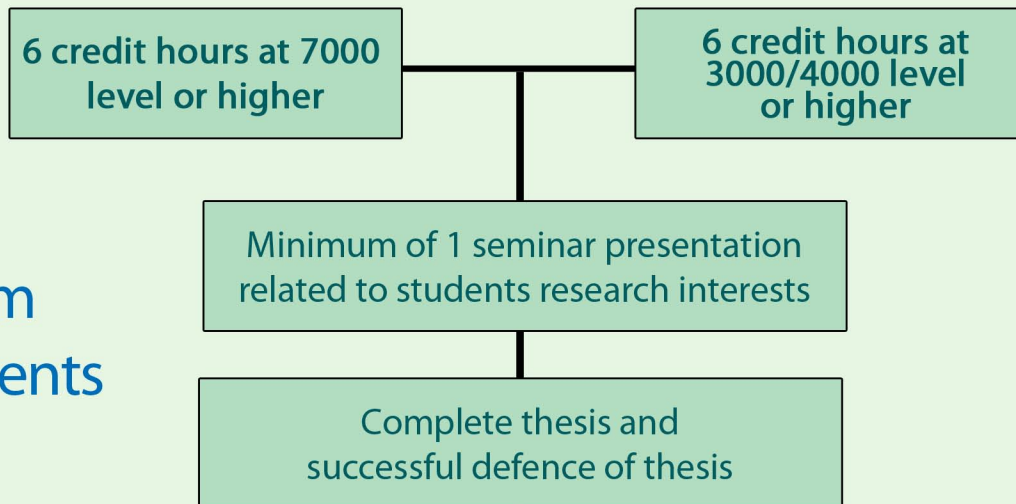 6 credit hours at 7000
level or higher
6 credit hours at
3000/4000 level
or higher
Minimum of 1 seminar presentation
related to students research interests
m
ents
Complete thesis and
successful defence of thesis